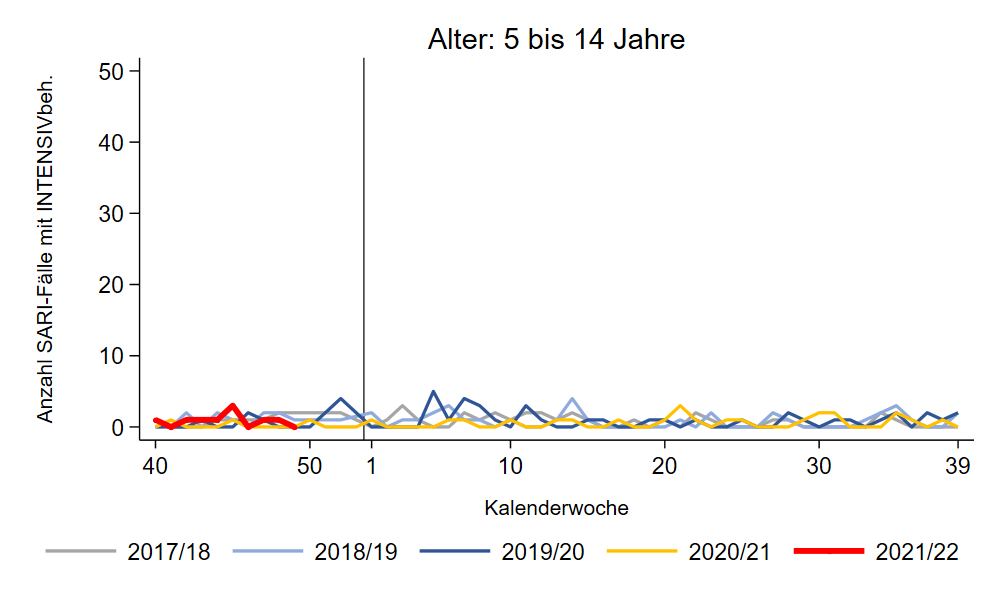 Alter: 5 bis 14 Jahre
Anzahl SARI-Fälle mit INTENSIVbeh.
50
40
30
20
10
0
40 50 1 10 20 30 39
Kalenderwoche
2017/18 2018/19 2019/20 2020/21 2021/22